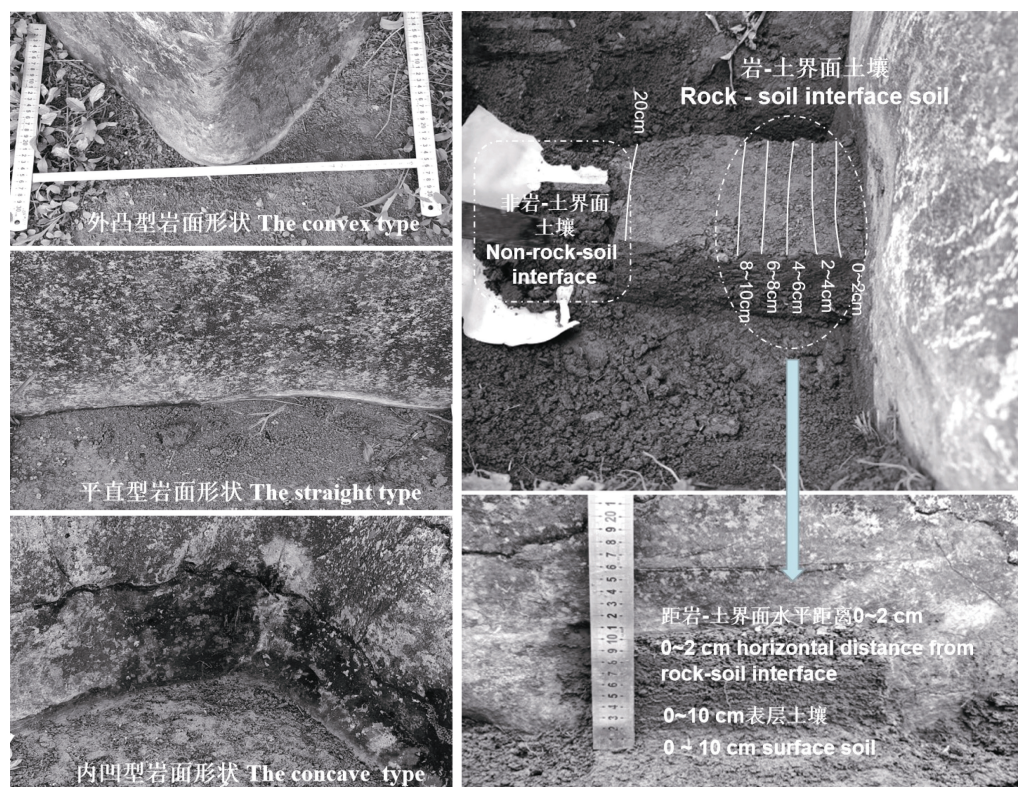 外凸型岩面形状 The convex type
平直型岩面形状 The straight type
内凹型岩面形状 The concave type
岩-土界面土壤
Rock - soil interface soil
20cm
非岩-土界面
土壤
Non-rock-soil
interface
8~10cm
6~8cm
4~6cm
2~4cm
0~2cm
距岩-土界面水平距离0~2 cm
0~2 cm horizontal distance from
rock-soil interface
0~10 cm表层土壤
0 ~ 10 cm surface soil